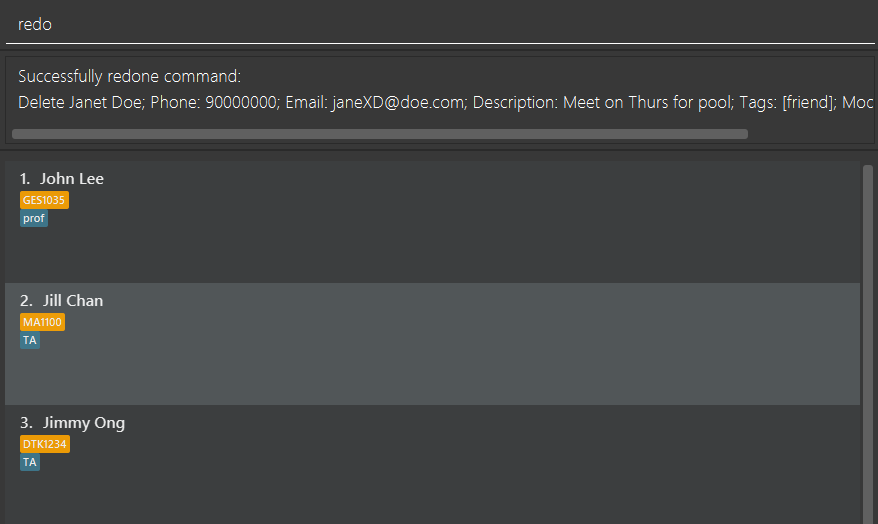 redo
Successfully redone command:
Delete Janet Doe; Phone: 90000000; Email: janeXD@doe.com; Description: Meet on Thurs for pool; Tags: [friend]; Moc
1. John Lee
GES1035
prof
2. Jill Chan
MA1100
TA
3. Jimmy Ong
DTK1234
TA